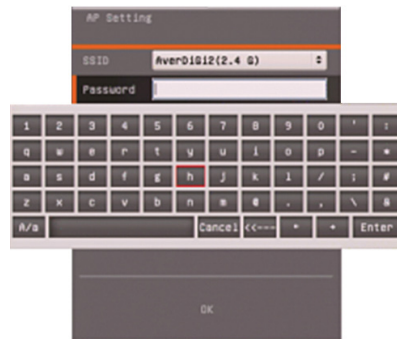 AP Setting
SSID AverDiGi2(2.4 G)
Password
1 2 3 4 5 6 7 8 9 0 ' :
q w e r t y u i o p - *
a s d f g h j k l / ; #
z x c v b n m @ . , \ &
A/a Cancel <<---
Enter
OK